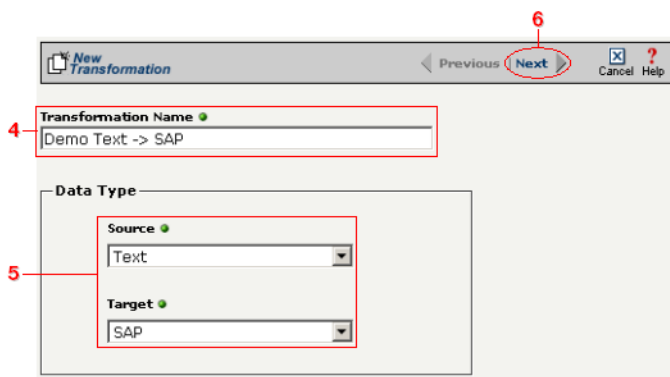 6
New
Transformation
Previous Next Cancel Help
Transformation Name
4
Demo Text -> SAP
Data Type
Source
Text
5
Target
SAP